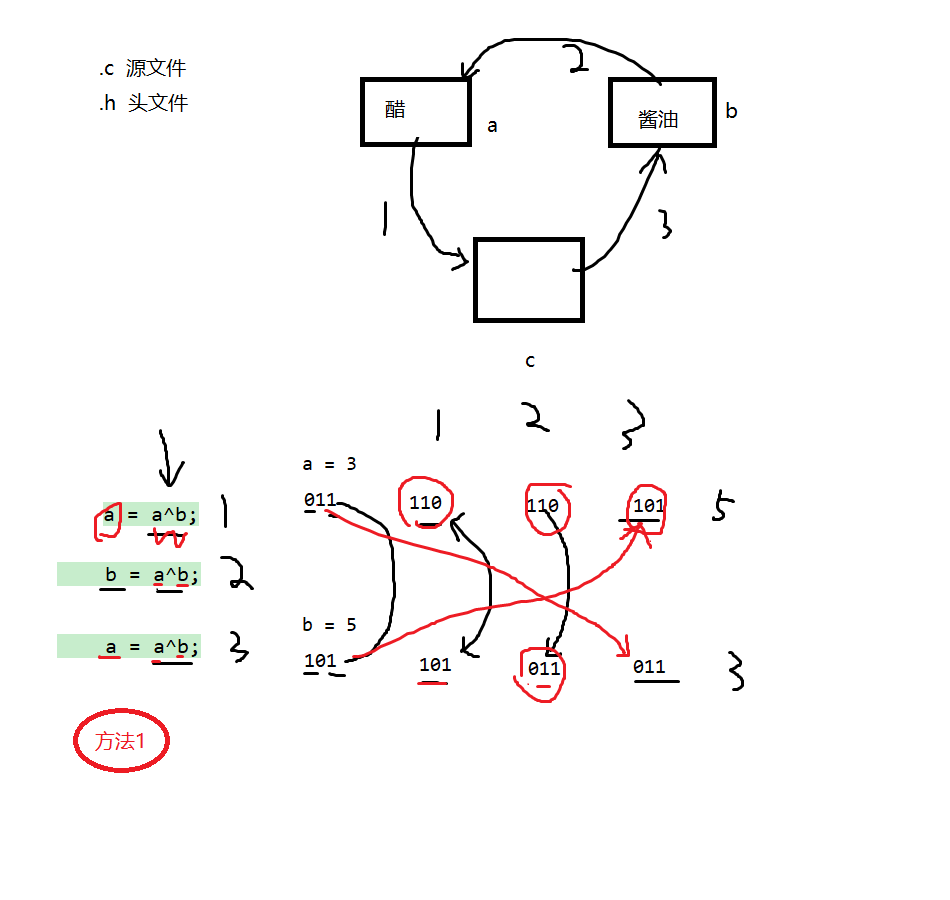 .c 源文件
.h 头文件
2
醋
a
酱油
b
1
3
c
1 2 3
a = 3
011 110 110 101 5
a = a^b; 1
b = a^b; 2
b = 5
a = a^b; 3
101 101 011 011 3
方法1